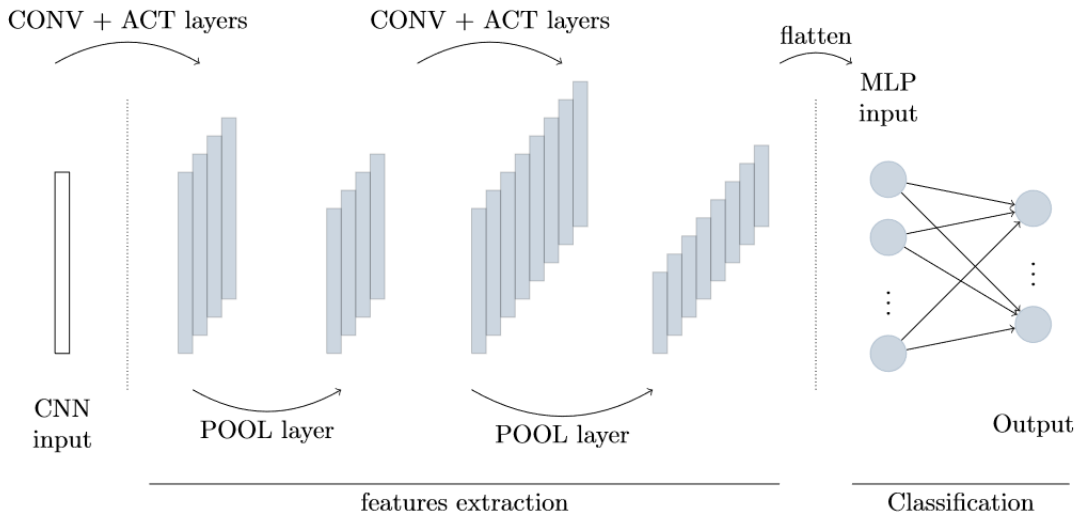 CONV + ACT layers
CONV + ACT layers
flatten
MLP
input
CNN
input
POOL layer
POOL layer
Output
features extraction
Classification